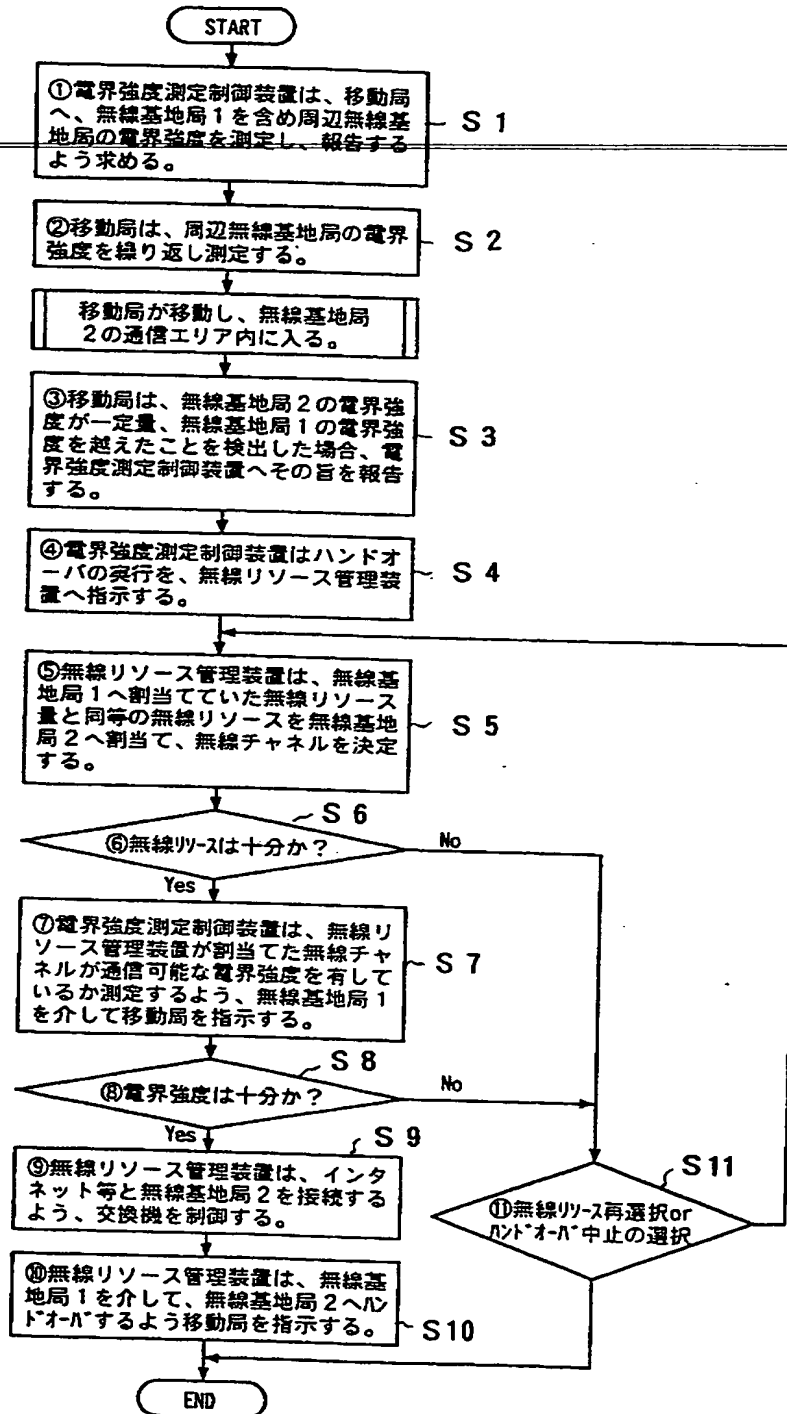 START
①電界強度測定制御装置は、移動局
へ、無線基地局1を含め周辺無線基
地局の電界強度を測定し、報告する
よう求める。
S 1
②移動局は、周辺無線基地局の電界
強度を繰り返し測定する。
S 2
移動局が移動し、無線基地局
2の通信エリア内に入る。
③移動局は、無線基地局2の電界強
度が一定量、無線基地局1の電界強
度を越えたことを検出した場合、電
界強度測定制御装置へその旨を報告
する。
S 3
④電界強度測定制御装置はハンドオ
ーバの実行を、無線リソース管理装
置へ指示する。
S 4
⑤無線リソース管理装置は、無線基
地局1へ割当てていた無線リソース
量と同等の無線リソースを無線基地
局2へ割当て、無線チャネルを決定
する。
S 5
S 6
⑥無線ﾘｿｰｽは十分か？
No
Yes
⑦電界強度測定制御装置は、無線リ
ソース管理装置が割当てた無線チャ
ネルが通信可能な電界強度を有して
いるか測定するよう、無線基地局1
を介して移動局を指示する。
S 7
S 8
⑧電界強度は十分か？
No
Yes
S 9
⑨無線リソース管理装置は、インタ
ネット等と無線基地局2を接続する
よう、交換機を制御する。
S11
⑪無線ﾘｿｰｽ再選択or
ﾊﾝﾄﾞｵｰﾊﾞ中止の選択
⑩無線リソース管理装置は、無線基
地局1を介して、無線基地局2へﾊﾝ
ﾄﾞｵｰﾊﾞするよう移動局を指示する。
S10
END